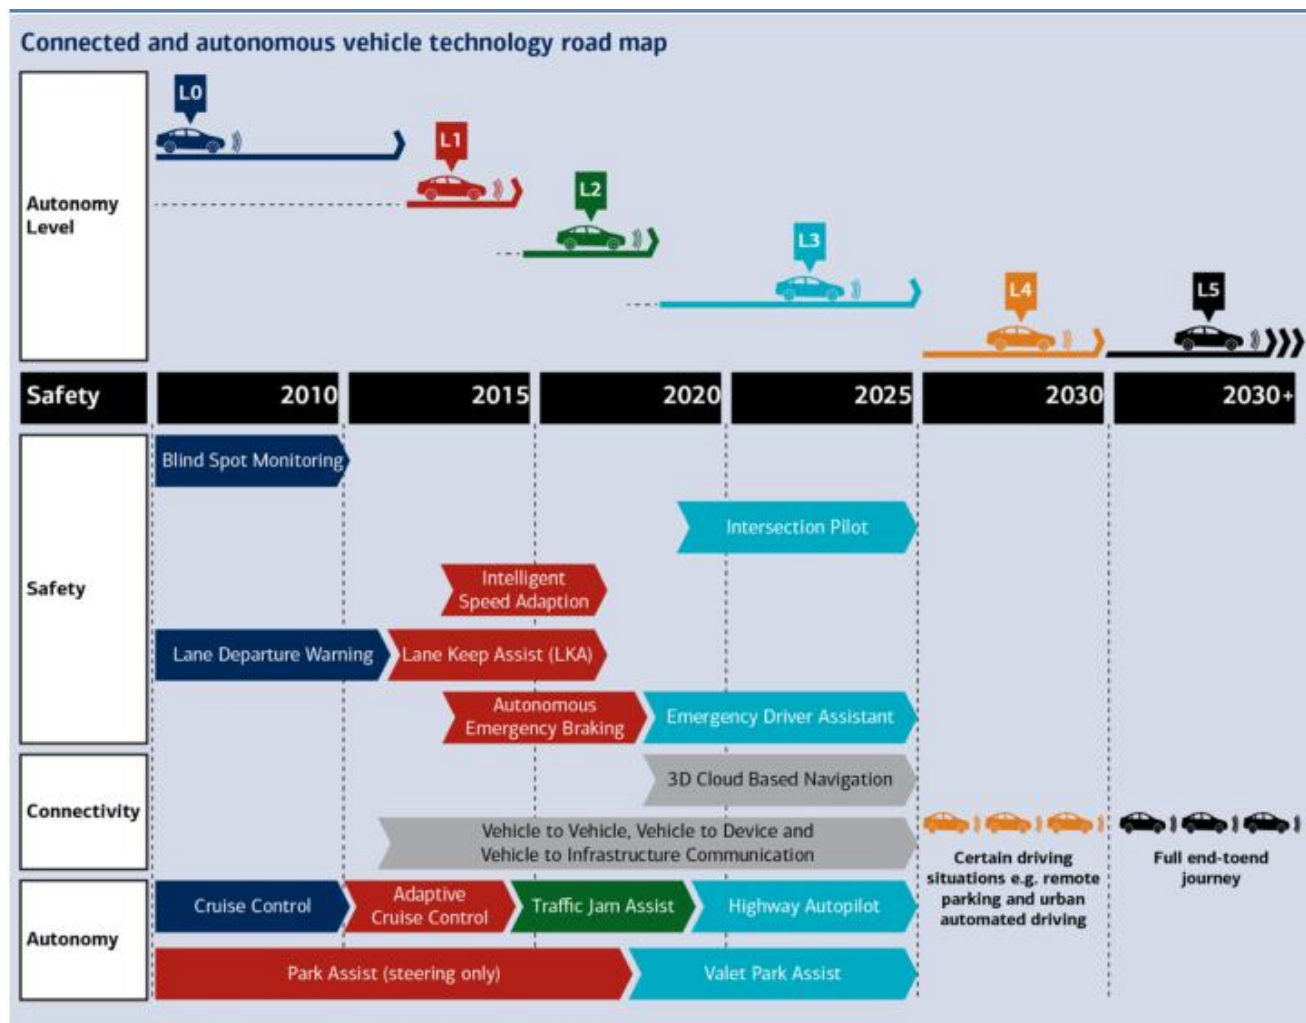 Connected and autonomous vehicle technology road map
L0
L1
L2
L3
L4
L5
Autonomy
Level
Safety 2010 2015 2020 2025 2030 2030+
Safety
Blind Spot Monitoring
Intersection Pilot
Intelligent
Speed Adaption
Lane Departure Warning
Lane Keep Assist (LKA)
Autonomous
Emergency Braking
Emergency Driver Assistant
Connectivity
3D Cloud Based Navigation
Vehicle to Vehicle, Vehicle to Device and
Vehicle to Infrastructure Communication
Certain driving
situations e.g. remote
parking and urban
automated driving
Full end-toend
journey
Autonomy
Cruise Control
Adaptive
Cruise Control
Traffic Jam Assist
Highway Autopilot
Park Assist (steering only)
Valet Park Assist